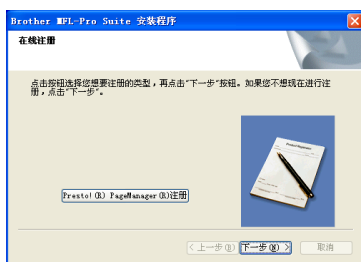 Brother MFL-Pro Suite 安装程序
在线注册
点击按钮选择您想要注册的类型，再点击“下一步”按钮。如果您不想现在进行注
册，点击“下一步”。
Presto! (R) PageManager (R)注册
< 上一步(B) 下一步(N) > 取消